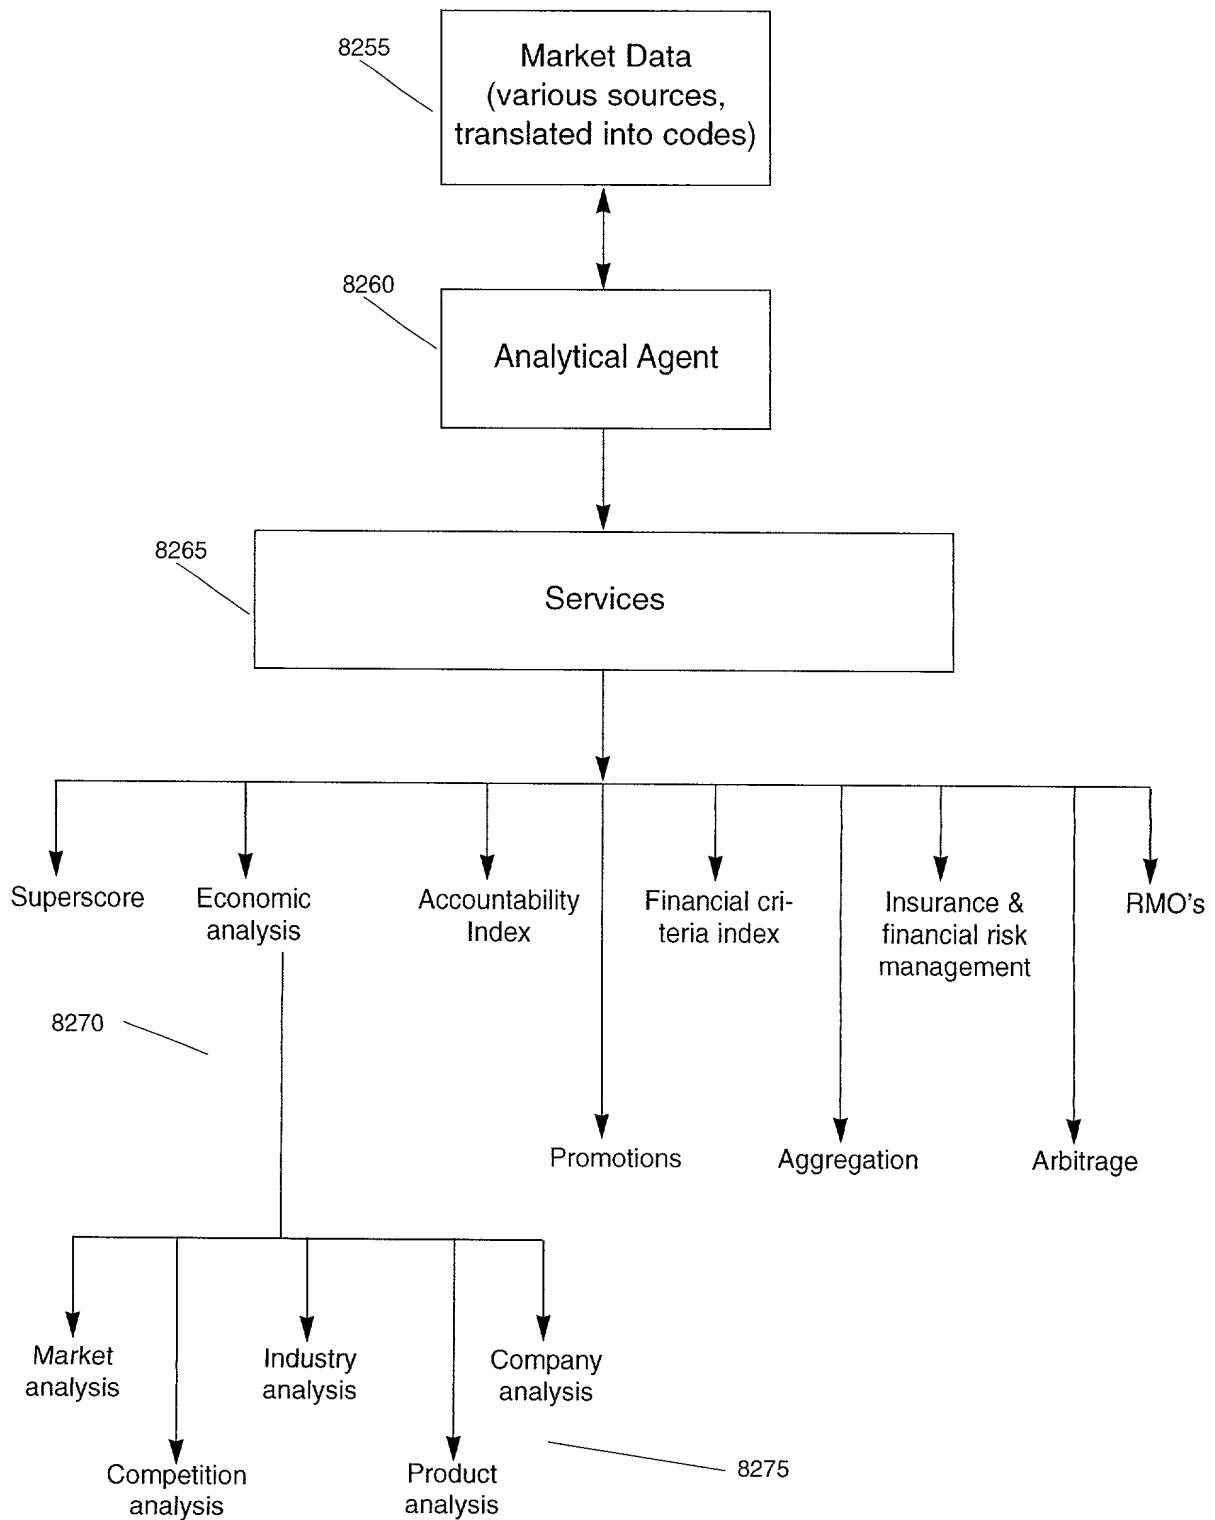 8255
Market Data
(various sources,
translated into codes)
8260
Analytical Agent
8265
Services
Superscore
Economic
analysis
Accountability
Index
Financial cri-
teria index
Insurance &
financial risk
management
RMO's
8270
Promotions
Aggregation
Arbitrage
Market
analysis
Industry
analysis
Company
analysis
Competition
analysis
Product
analysis
8275